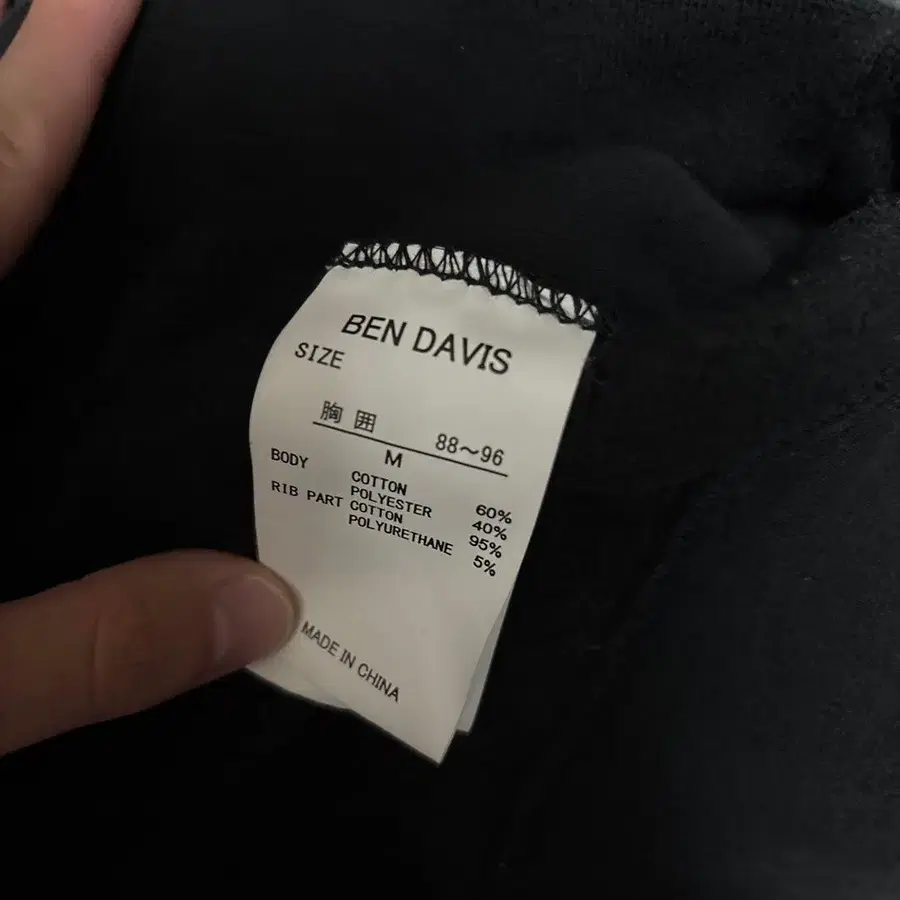 BEN DAVIS
SIZE
胸囲 88～96
M
BODY COTTON 60%
POLYESTER 40%
RIB PART COTTON 95%
POLYURETHANE 5%
MADE IN CHINA